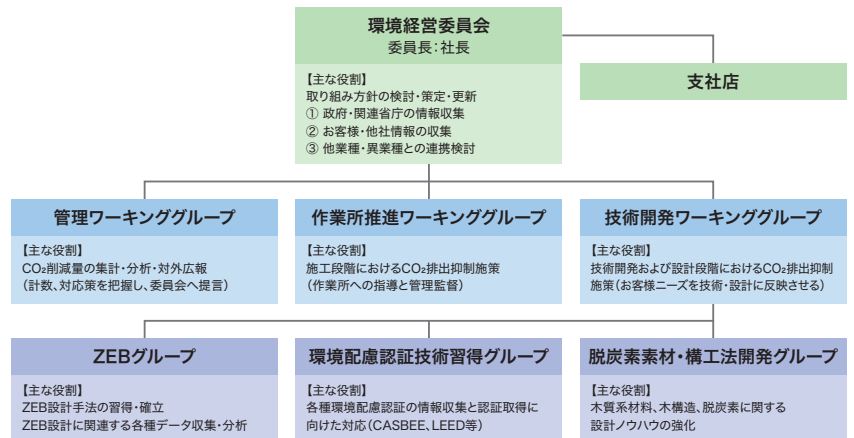 環境経営委員会
委員長：社長
【主な役割】
取り組み方針の検討・策定・更新
① 政府・関連省庁の情報収集
② お客様・他社情報の収集
③ 他業種・異業種との連携検討
支社店
管理ワーキンググループ
【主な役割】
CO₂削減量の集計・分析・対外広報
（計数、対応策を把握し、委員会へ提言）
作業所推進ワーキンググループ
【主な役割】
施工段階におけるCO₂排出抑制施策
（作業所への指導と管理監督）
技術開発ワーキンググループ
【主な役割】
技術開発および設計段階におけるCO₂排出抑制
施策（お客様ニーズを技術・設計に反映させる）
ZEBグループ
【主な役割】
ZEB設計手法の習得・確立
ZEB設計に関連する各種データ収集・分析
環境配慮認証技術習得グループ
【主な役割】
各種環境配慮認証の情報収集と認証取得に
向けた対応（CASBEE、LEED等）
脱炭素素材・構工法開発グループ
【主な役割】
木質系材料、木構造、脱炭素に関する
設計ノウハウの強化